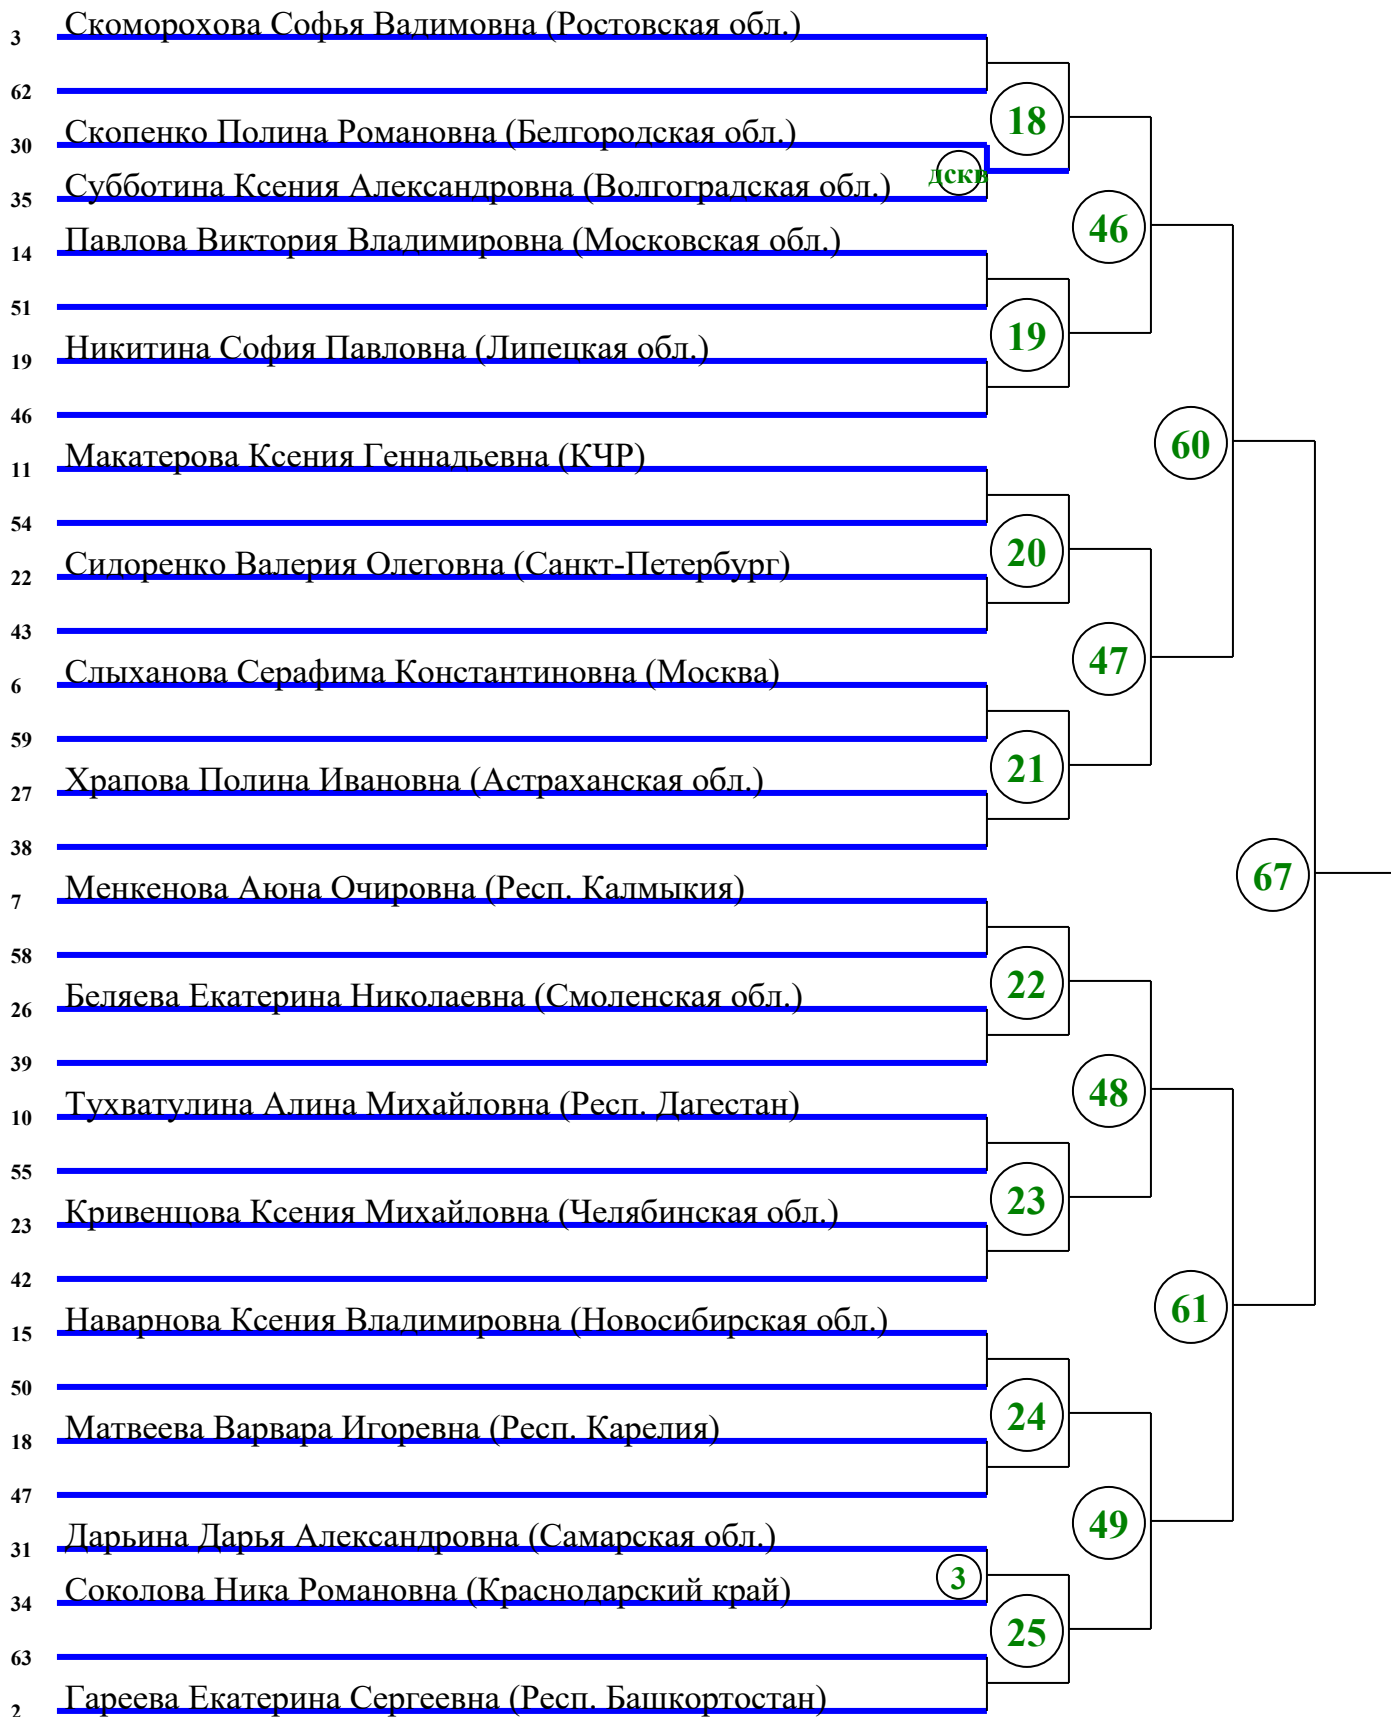 3 Скоморохова Софья Вадимовна (Ростовская обл.)
62
18
30 Скопенко Полина Романовна (Белгородская обл.)
дскв
35 Субботина Ксения Александровна (Волгоградская обл.)
46
14 Павлова Виктория Владимировна (Московская обл.)
51
19
19 Никитина София Павловна (Липецкая обл.)
46
60
11 Макатерова Ксения Геннадьевна (КЧР)
54
20
22 Сидоренко Валерия Олеговна (Санкт-Петербург)
43
47
6 Слыханова Серафима Константиновна (Москва)
59
21
27 Храпова Полина Ивановна (Астраханская обл.)
38
67
7 Менкенова Аюна Очировна (Респ. Калмыкия)
58
22
26 Беляева Екатерина Николаевна (Смоленская обл.)
39
48
10 Тухватулина Алина Михайловна (Респ. Дагестан)
55
23
23 Кривенцова Ксения Михайловна (Челябинская обл.)
42
61
15 Наварнова Ксения Владимировна (Новосибирская обл.)
50
24
18 Матвеева Варвара Игоревна (Респ. Карелия)
47
49
31 Дарьина Дарья Александровна (Самарская обл.)
3
34 Соколова Ника Романовна (Краснодарский край)
25
63
2 Гареева Екатерина Сергеевна (Респ. Башкортостан)